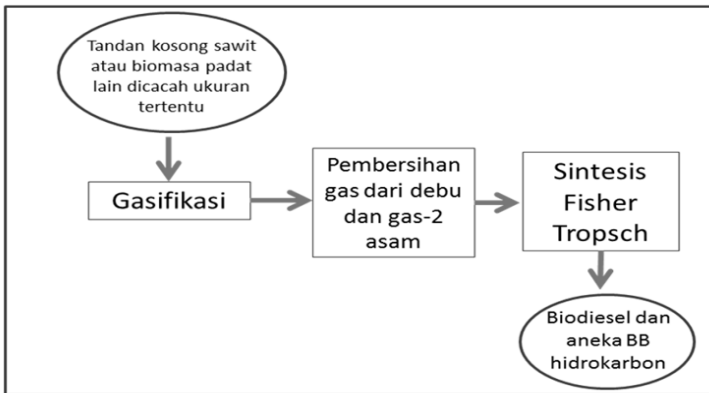 Tandan kosong sawit
atau biomasa padat
lain dicacah ukuran
tertentu
Gasifikasi
Pembersihan
gas dari debu
dan gas-2
asam
Sintesis
Fisher
Tropsch
Biodiesel dan
aneka BB
hidrokarbon